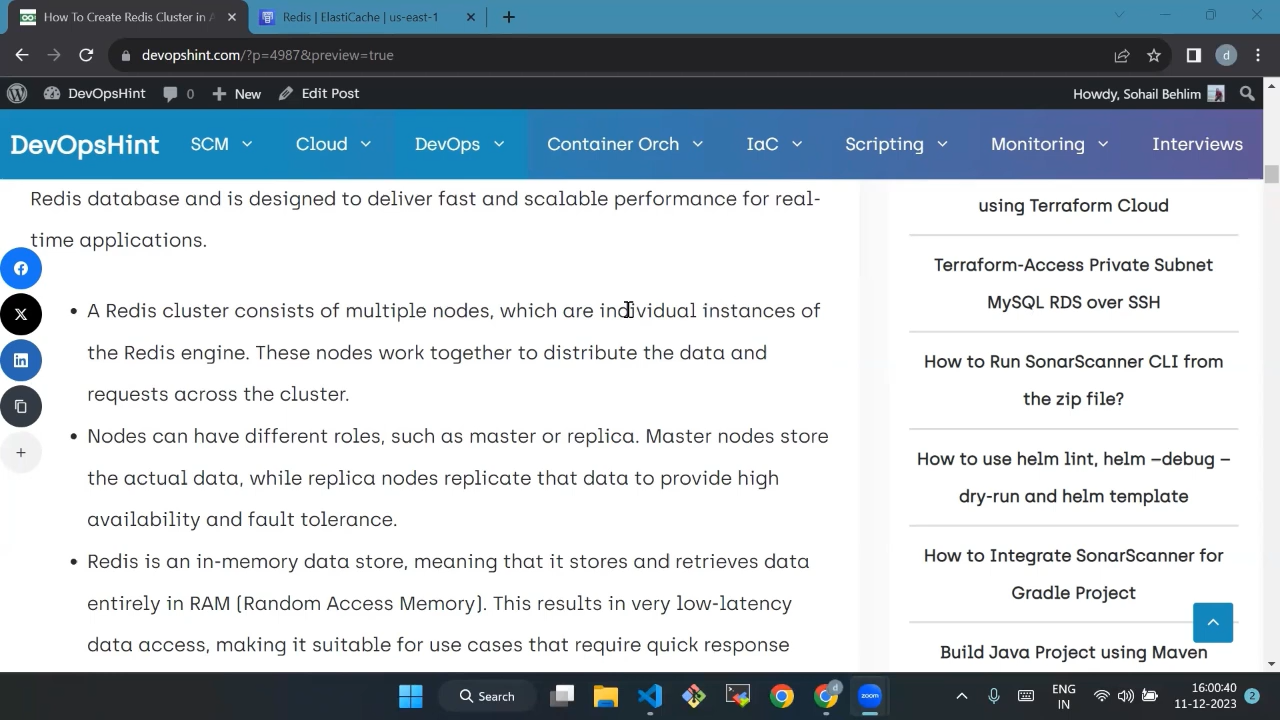 How To Create Redis Cluster in A
Redis | ElastiCache | us-east-1
devopshint.com/?p=4987&preview=true
d
DevOpsHint
0
New
Edit Post
Howdy, Sohail Behlim
DevOpsHint
SCM
Cloud
DevOps
Container Orch
IaC
Scripting
Monitoring
Interviews
Redis database and is designed to deliver fast and scalable performance for real-
time applications.
• A Redis cluster consists of multiple nodes, which are individual instances of
the Redis engine. These nodes work together to distribute the data and
requests across the cluster.
• Nodes can have different roles, such as master or replica. Master nodes store
the actual data, while replica nodes replicate that data to provide high
availability and fault tolerance.
• Redis is an in-memory data store, meaning that it stores and retrieves data
entirely in RAM (Random Access Memory). This results in very low-latency
data access, making it suitable for use cases that require quick response
using Terraform Cloud
Terraform-Access Private Subnet
MySQL RDS over SSH
How to Run SonarScanner CLI from
the zip file?
How to use helm lint, helm –debug –
dry-run and helm template
How to Integrate SonarScanner for
Gradle Project
Build Java Project using Maven
Search
d
zoom
ENG
IN
16:00:40
11-12-2023
2